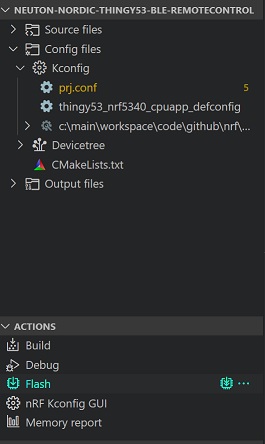 NEUTON-NORDIC-THINGY53-BLE-REMOTECONTROL
Source files
Config files
Kconfig
prj.conf 5
thingy53_nrf5340_cpuapp_defconfig
c:\main\workspace\code\github\nrf\...
Devicetree
CMakeLists.txt
Output files
ACTIONS
Build
Debug
Flash
nRF Kconfig GUI
Memory report